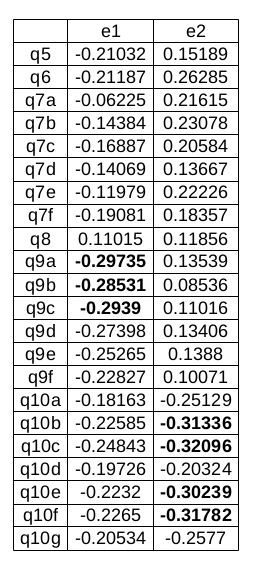 e1 e2
q5 -0.21032 0.15189
q6 -0.21187 0.26285
q7a -0.06225 0.21615
q7b -0.14384 0.23078
q7c -0.16887 0.20584
q7d -0.14069 0.13667
q7e -0.11979 0.22226
q7f -0.19081 0.18357
q8 0.11015 0.11856
q9a -0.29735 0.13539
q9b -0.28531 0.08536
q9c -0.2939 0.11016
q9d -0.27398 0.13406
q9e -0.25265 0.1388
q9f -0.22827 0.10071
q10a -0.18163 -0.25129
q10b -0.22585 -0.31336
q10c -0.24843 -0.32096
q10d -0.19726 -0.20324
q10e -0.2232 -0.30239
q10f -0.2265 -0.31782
q10g -0.20534 -0.2577